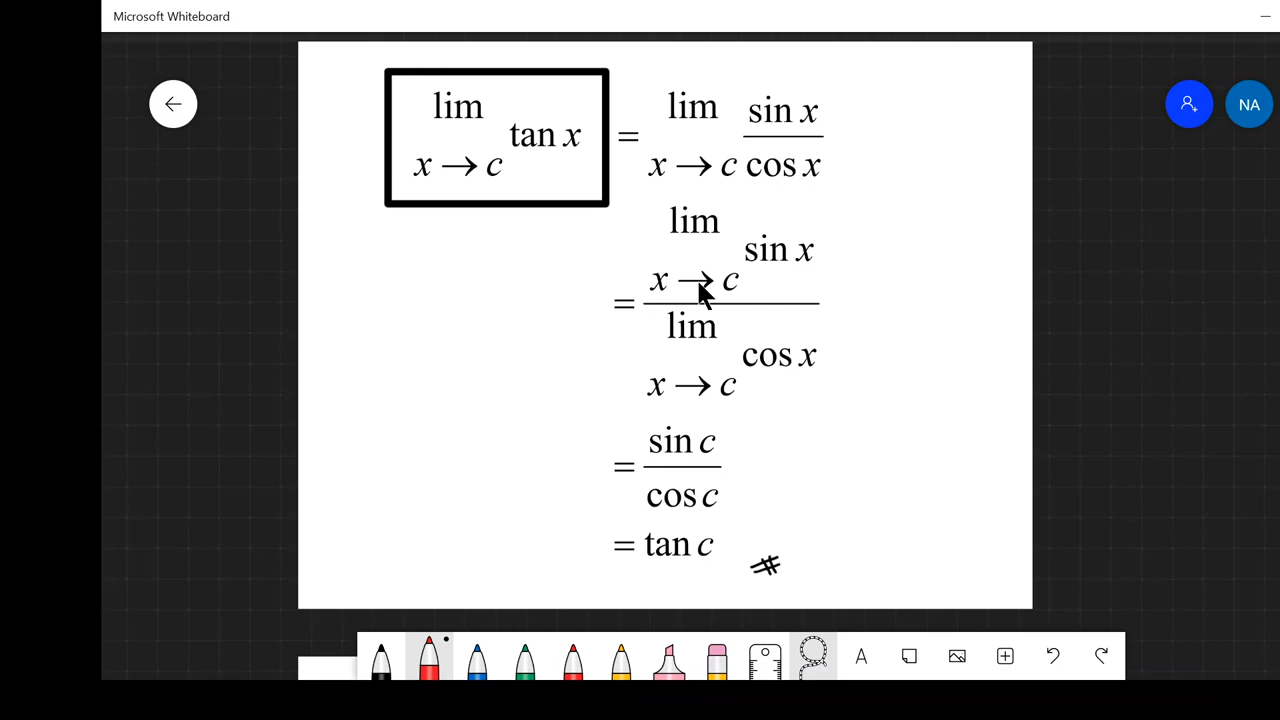 Microsoft Whiteboard
NA
lim x → c tan x = lim x → c sin x / cos x
= lim x → c sin x / lim x → c cos x
= sin c / cos c
= tan c #
A